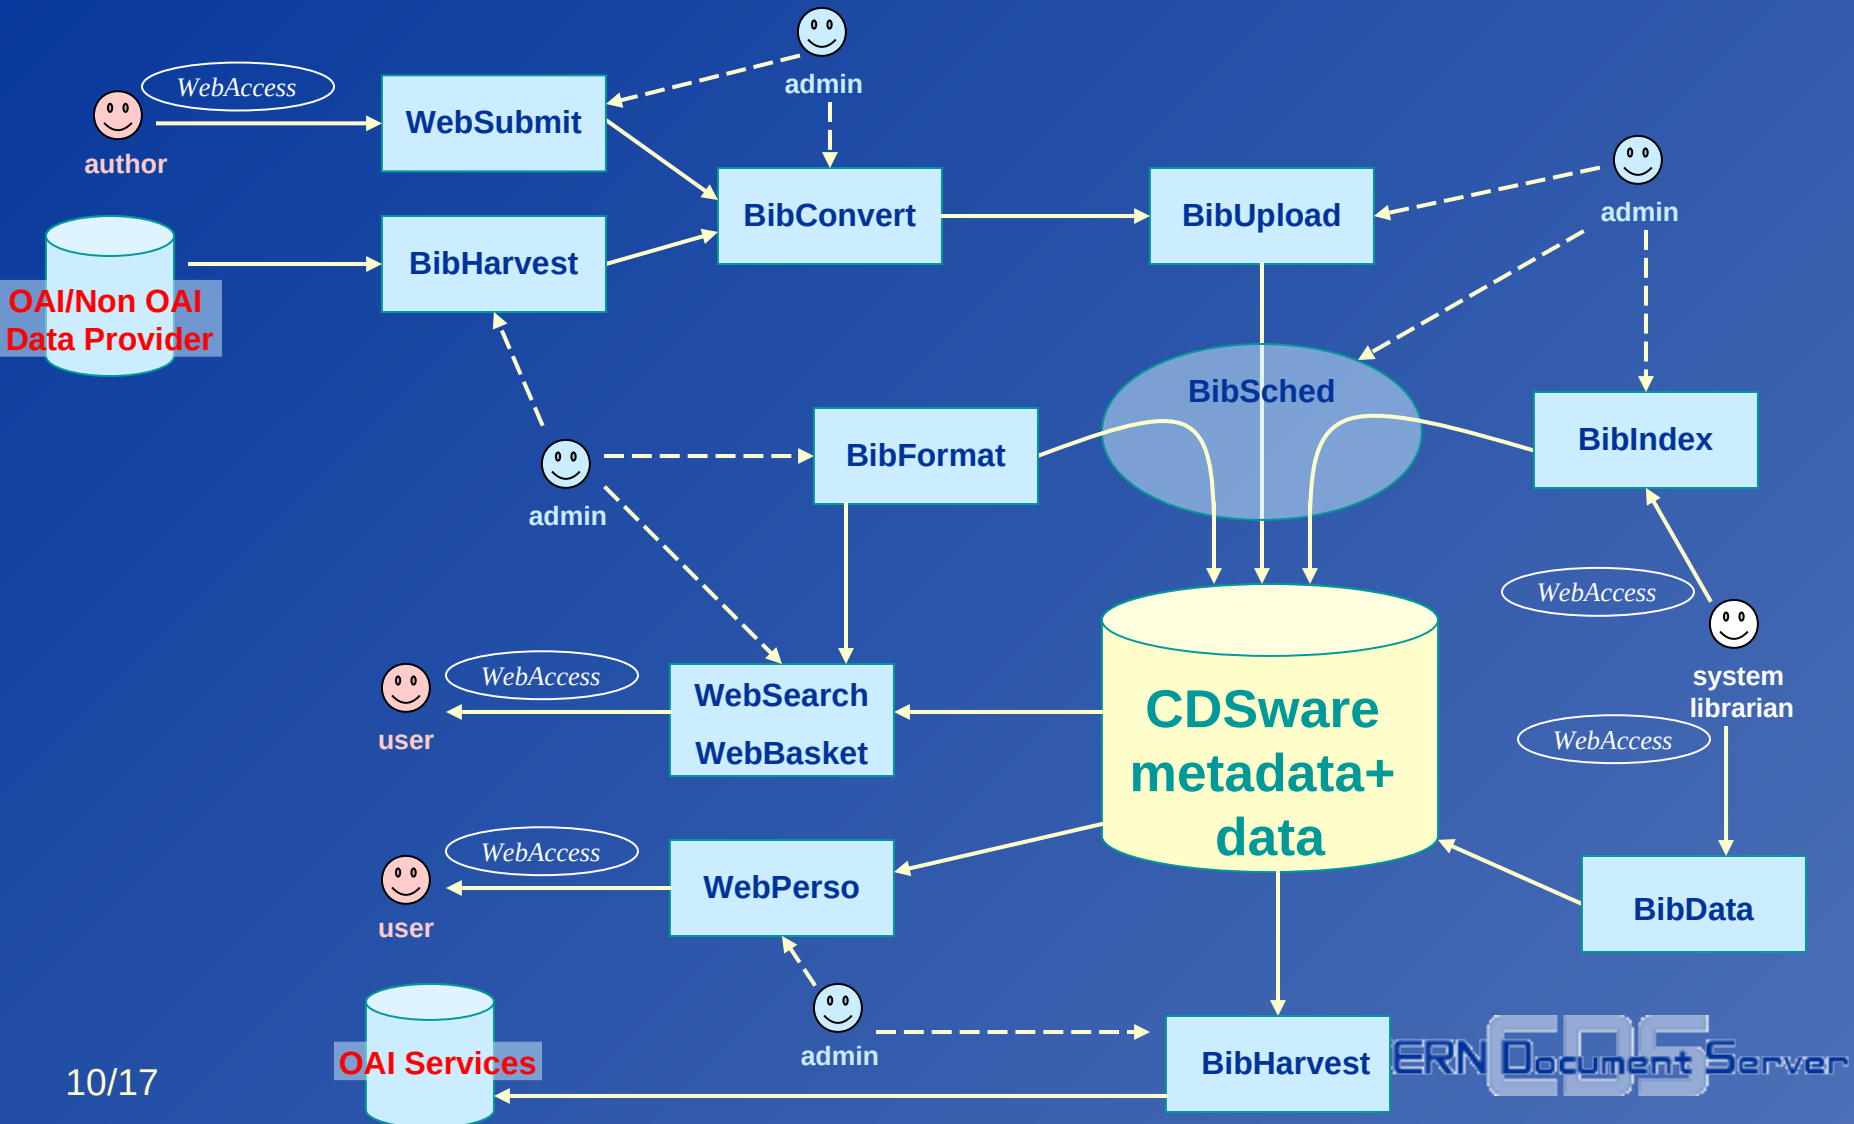 admin
WebAccess
WebSubmit
author
BibConvert
BibUpload
admin
BibHarvest
OAI/Non OAI
Data Provider
BibSched
BibFormat
BibIndex
admin
WebAccess
system
librarian
WebAccess
WebAccess
WebSearch
WebBasket
user
CDSware
metadata+
data
WebAccess
WebPerso
user
BibData
admin
OAI Services
BibHarvest
ERN Document Server
CDS
10/17